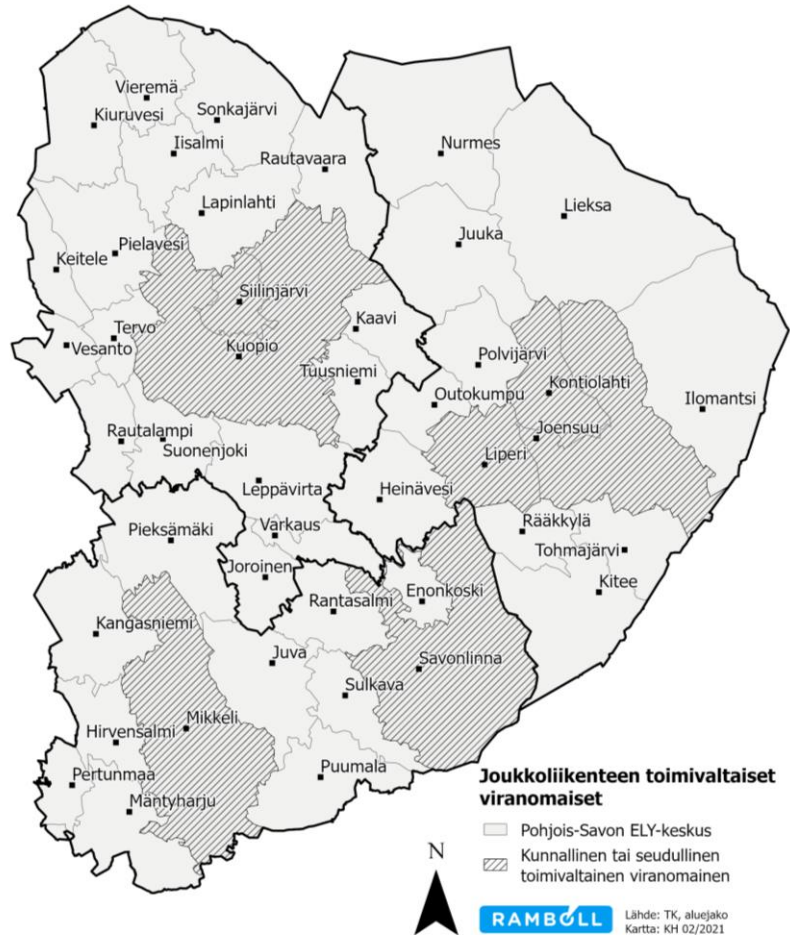 Vieremä
Kiuruvesi
Sonkajärvi
Iisalmi
Rautavaara
Nurmes
Lapinlahti
Lieksa
Juuka
Pielavesi
Keitele
Siilinjärvi
Kaavi
Tervo
Vesanto
Kuopio
Tuusniemi
Polvijärvi
Kontiolahti
Outokumpu
Ilomantsi
Rautalampi
Suonenjoki
Joensuu
Liperi
Leppävirta
Heinävesi
Pieksämäki
Varkaus
Rääkkylä
Tohmajärvi
Joroinen
Kitee
Enonkoski
Rantasalmi
Kangasniemi
Juva
Savonlinna
Sulkava
Mikkeli
Hirvensalmi
Puumala
Pertunmaa
Mäntyharju
Joukkoliikenteen toimivaltaiset
viranomaiset
Pohjois-Savon ELY-keskus
Kunnallinen tai seudullinen
toimivaltainen viranomainen
N
RAMBOLL
Lähde: TK, aluejako
Kartta: KH 02/2021